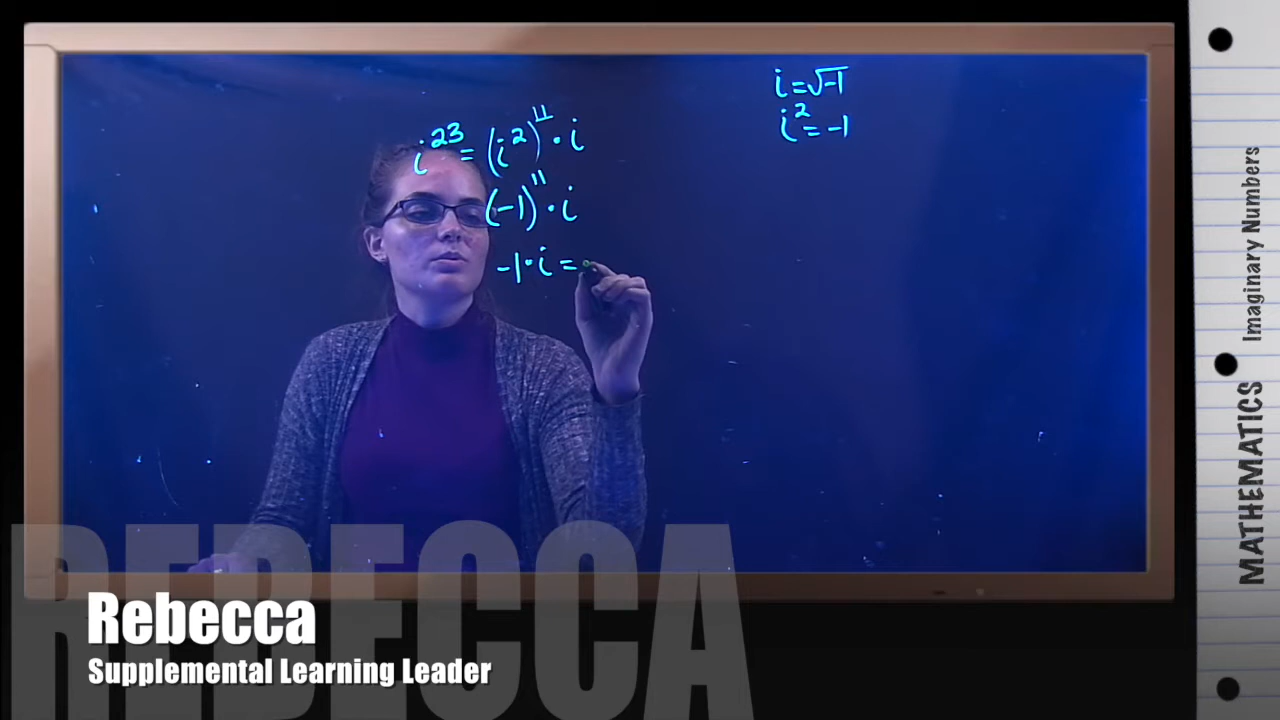 i = √-1
i² = -1
i²³ = (i²)¹¹ · i
(-1)¹¹ · i
-1 · i =
REBECCA
Rebecca
Supplemental Learning Leader
MATHEMATICS
Imaginary Numbers